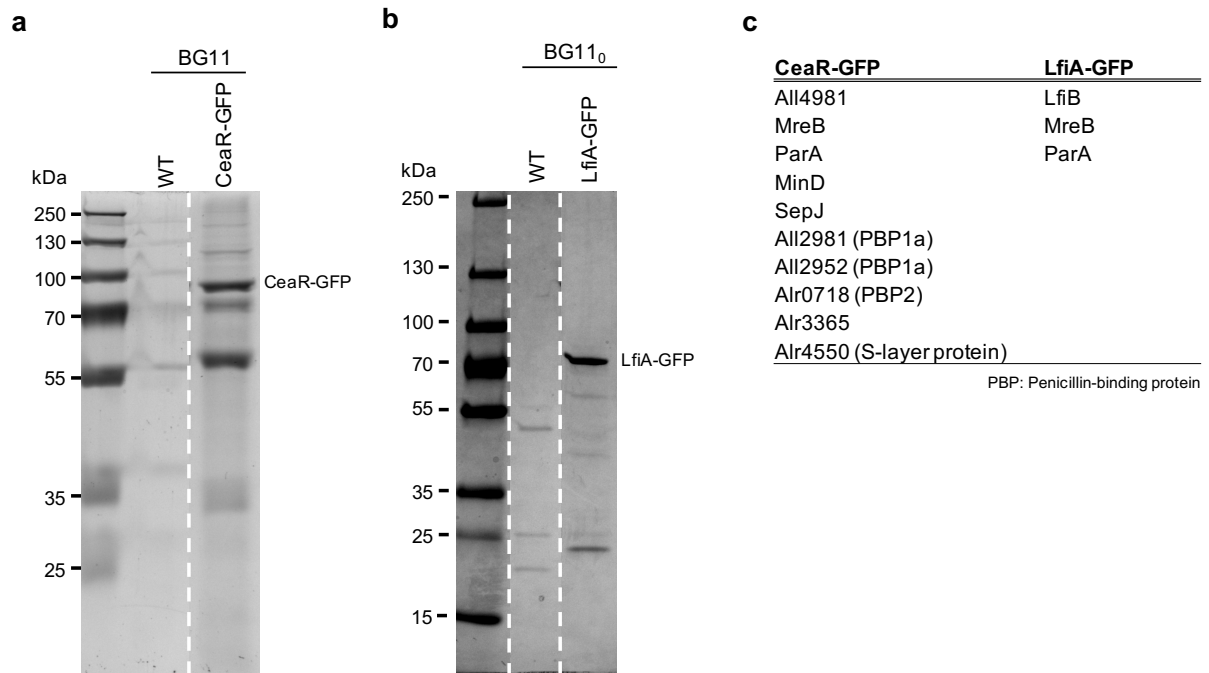 a
BG11
WT
CeaR-GFP
kDa
250
130
100
70
55
35
25
CeaR-GFP
b
BG11₀
WT
LfiA-GFP
kDa
250
130
100
70
55
35
25
15
LfiA-GFP
c
CeaR-GFP LfiA-GFP
All4981 LfiB
MreB MreB
ParA ParA
MinD
SepJ
All2981 (PBP1a)
All2952 (PBP1a)
Alr0718 (PBP2)
Alr3365
Alr4550 (S-layer protein)
PBP: Penicillin-binding protein